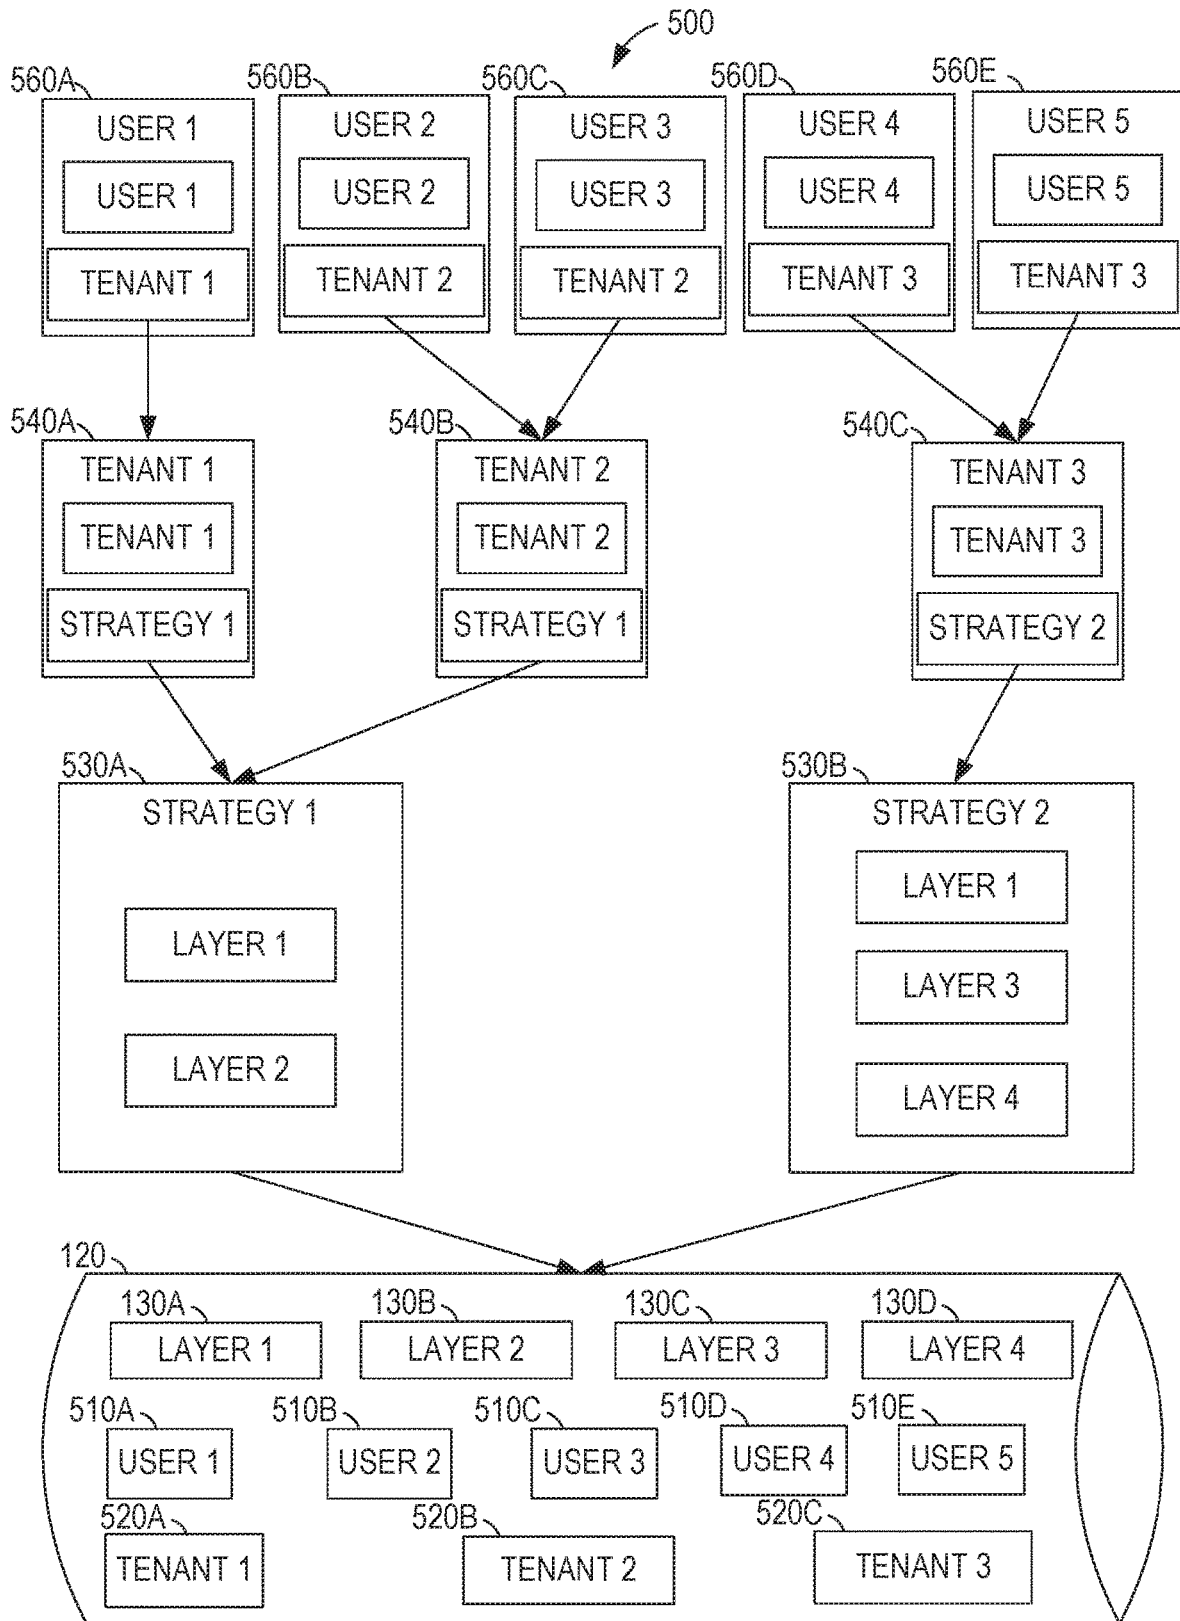 500
560A
560B
560C
560D
560E
USER 1
USER 2
USER 3
USER 4
USER 5
USER 1
USER 2
USER 3
USER 4
USER 5
TENANT 1
TENANT 2
TENANT 2
TENANT 3
TENANT 3
540A
540B
540C
TENANT 1
TENANT 2
TENANT 3
TENANT 1
TENANT 2
TENANT 3
STRATEGY 1
STRATEGY 1
STRATEGY 2
530A
530B
STRATEGY 1
STRATEGY 2
LAYER 1
LAYER 2
LAYER 1
LAYER 3
LAYER 4
120
130A
130B
130C
130D
LAYER 1
LAYER 2
LAYER 3
LAYER 4
510A
510B
510C
510D
510E
USER 1
USER 2
USER 3
USER 4
USER 5
520A
520B
520C
TENANT 1
TENANT 2
TENANT 3